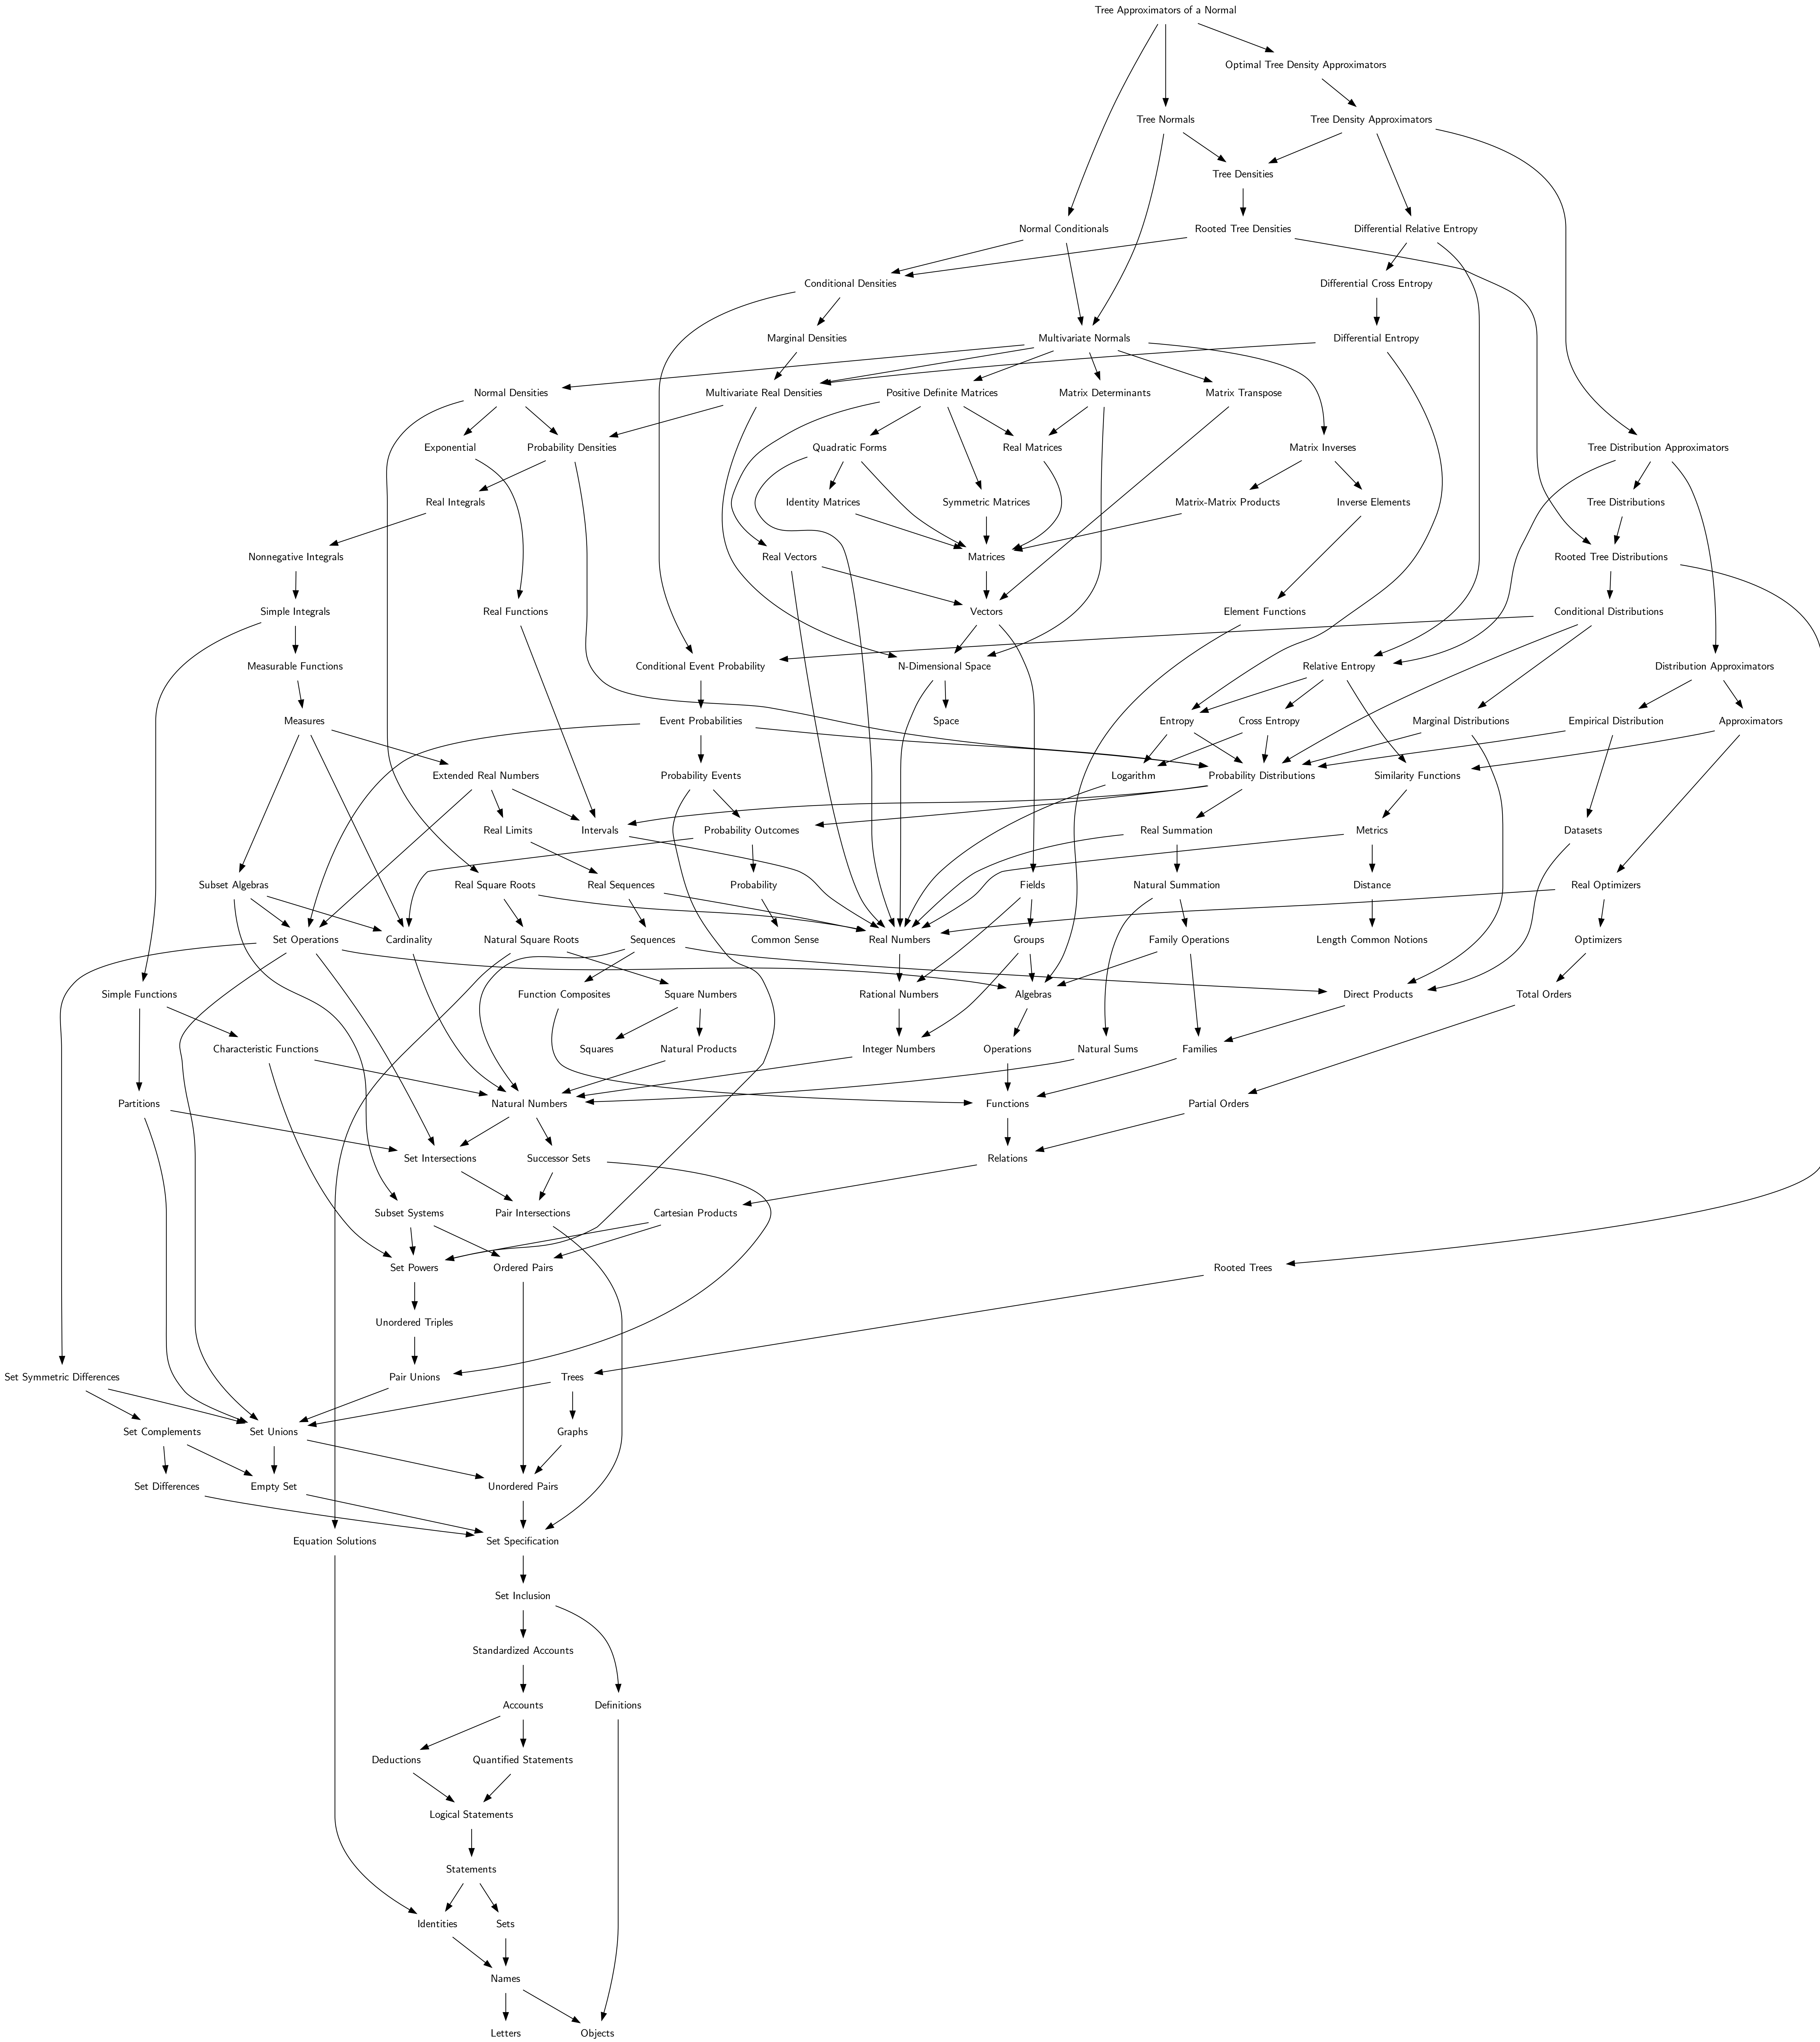 Tree Approximators of a Normal
Optimal Tree Density Approximators
Tree Normals
Tree Density Approximators
Tree Densities
Normal Conditionals
Rooted Tree Densities
Differential Relative Entropy
Conditional Densities
Differential Cross Entropy
Marginal Densities
Multivariate Normals
Differential Entropy
Normal Densities
Multivariate Real Densities
Positive Definite Matrices
Matrix Determinants
Matrix Transpose
Exponential
Probability Densities
Quadratic Forms
Real Matrices
Matrix Inverses
Tree Distribution Approximators
Real Integrals
Identity Matrices
Symmetric Matrices
Matrix-Matrix Products
Inverse Elements
Tree Distributions
Nonnegative Integrals
Real Vectors
Matrices
Rooted Tree Distributions
Simple Integrals
Real Functions
Vectors
Element Functions
Conditional Distributions
Measurable Functions
Conditional Event Probability
N-Dimensional Space
Relative Entropy
Distribution Approximators
Measures
Event Probabilities
Space
Entropy
Cross Entropy
Marginal Distributions
Empirical Distribution
Approximators
Extended Real Numbers
Probability Events
Logarithm
Probability Distributions
Similarity Functions
Real Limits
Intervals
Probability Outcomes
Real Summation
Metrics
Datasets
Subset Algebras
Real Square Roots
Real Sequences
Probability
Fields
Natural Summation
Distance
Real Optimizers
Set Operations
Cardinality
Natural Square Roots
Sequences
Common Sense
Real Numbers
Groups
Family Operations
Length Common Notions
Optimizers
Simple Functions
Function Composites
Square Numbers
Rational Numbers
Algebras
Direct Products
Total Orders
Characteristic Functions
Squares
Natural Products
Integer Numbers
Operations
Natural Sums
Families
Partitions
Natural Numbers
Functions
Partial Orders
Set Intersections
Successor Sets
Relations
Subset Systems
Pair Intersections
Cartesian Products
Set Powers
Ordered Pairs
Rooted Trees
Unordered Triples
Set Symmetric Differences
Pair Unions
Trees
Set Complements
Set Unions
Graphs
Set Differences
Empty Set
Unordered Pairs
Equation Solutions
Set Specification
Set Inclusion
Standardized Accounts
Accounts
Definitions
Deductions
Quantified Statements
Logical Statements
Statements
Identities
Sets
Names
Letters
Objects